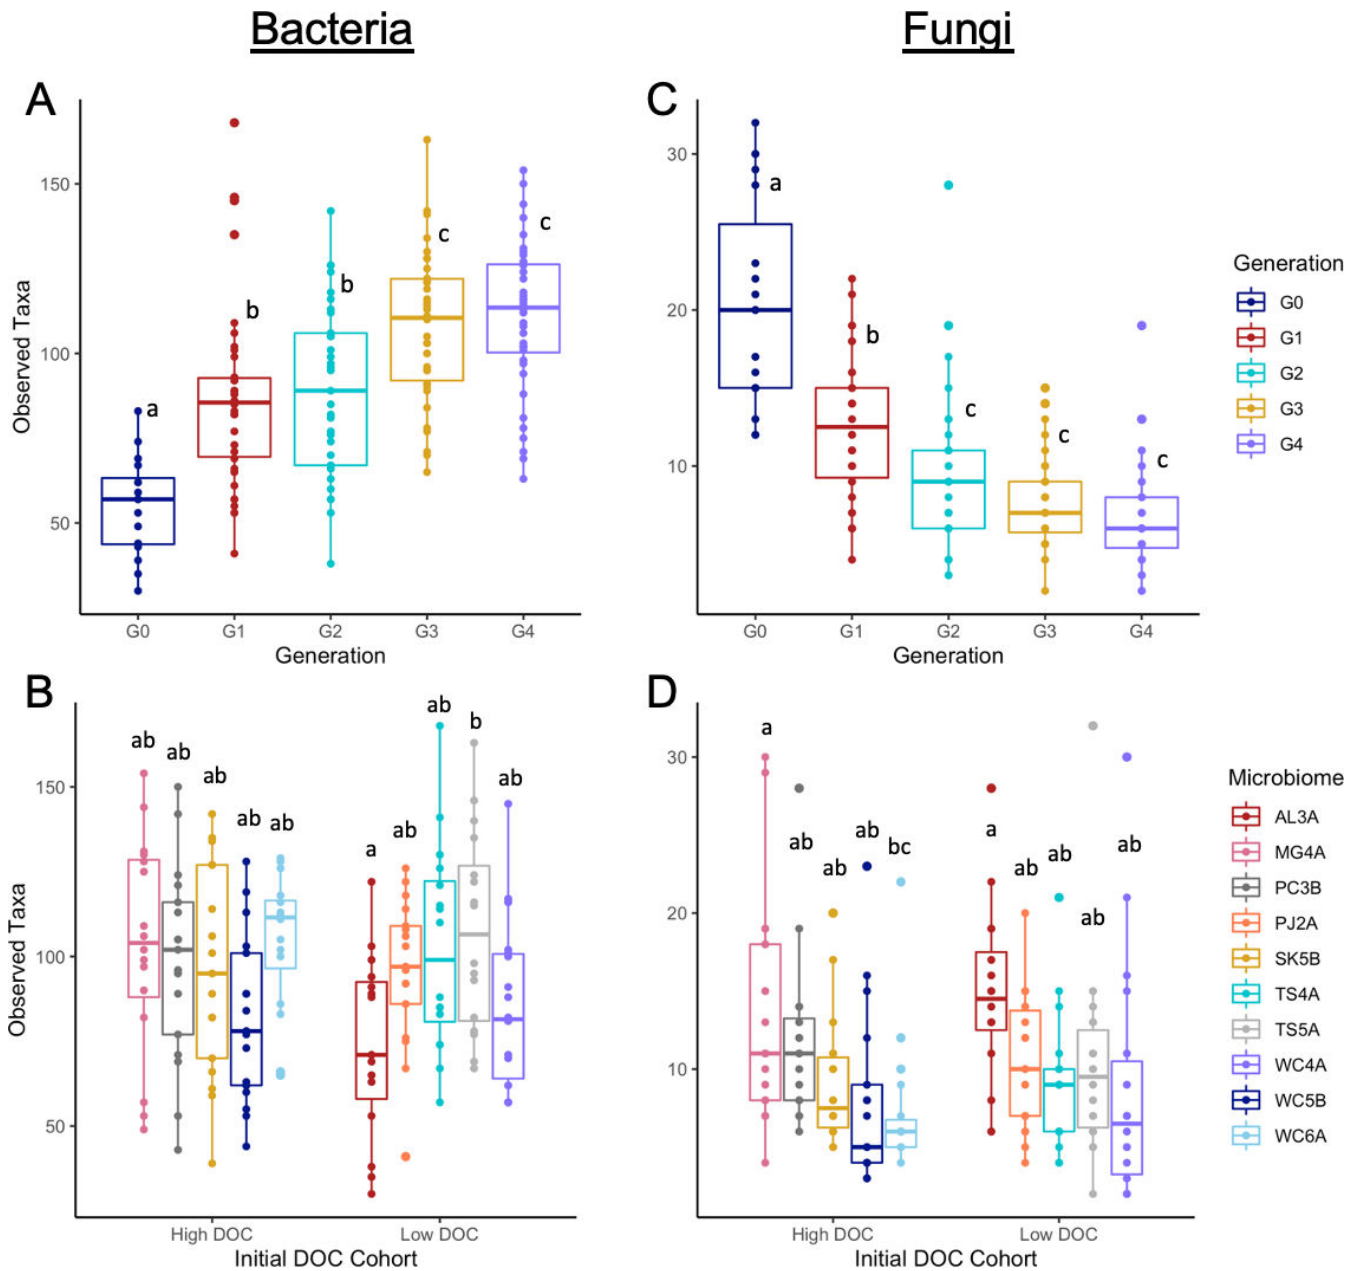 Bacteria
Fungi
A
Observed Taxa
150
100
50
a
b
b
c
c
G0
G1
G2
G3
G4
Generation
C
30
20
10
a
b
c
c
c
G0
G1
G2
G3
G4
Generation
Generation
G0
G1
G2
G3
G4
B
Observed Taxa
150
100
50
ab
ab
ab
ab
ab
a
ab
ab
b
ab
High DOC
Low DOC
Initial DOC Cohort
D
30
20
10
a
ab
ab
ab
bc
a
ab
ab
ab
ab
High DOC
Low DOC
Initial DOC Cohort
Microbiome
AL3A
MG4A
PC3B
PJ2A
SK5B
TS4A
TS5A
WC4A
WC5B
WC6A